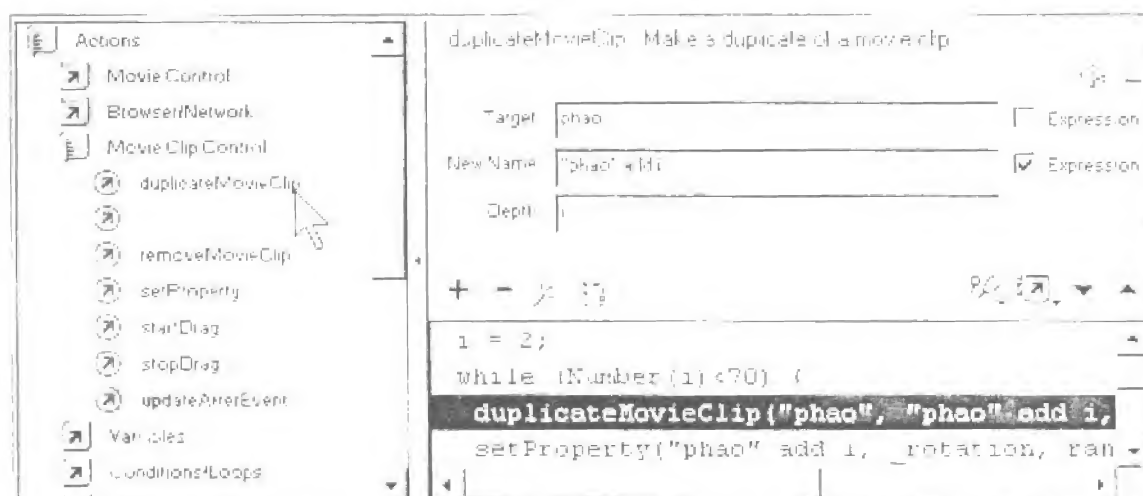 Actions
Movie Control
Browser/Network
Movie Clip Control
duplicateMovieClip
removeMovieClip
setProperty
startDrag
stopDrag
updateAfterEvent
Variables
Conditions/Loops
duplicateMovieClip : Make a duplicate of a movie clip
Target: phao Expression
New Name: "phao" add i Expression
Depth: i
i = 2;
while (Number(i)<70) {
duplicateMovieClip("phao", "phao" add i,
setProperty("phao" add i, _rotation, ran